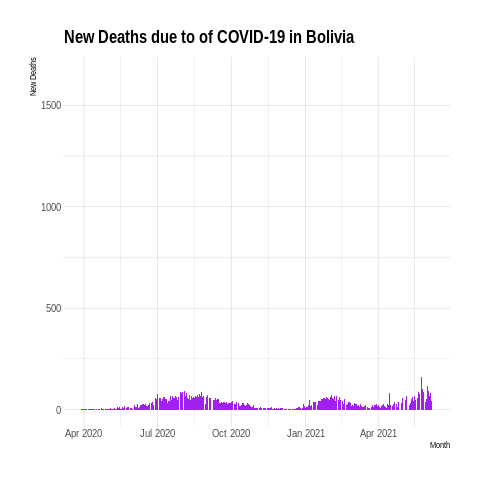 New Deaths due to of COVID-19 in Bolivia
New Deaths
1500
1000
500
0
Apr 2020 Jul 2020 Oct 2020 Jan 2021 Apr 2021
Month